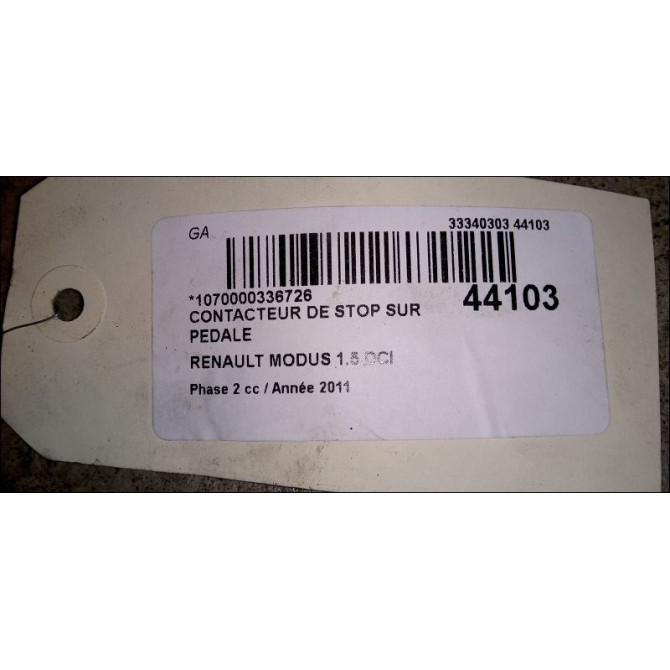 GA
33340303 44103
*1070000336726
44103
CONTACTEUR DE STOP SUR
PEDALE
RENAULT MODUS 1.5 DCI
Phase 2 cc / Année 2011